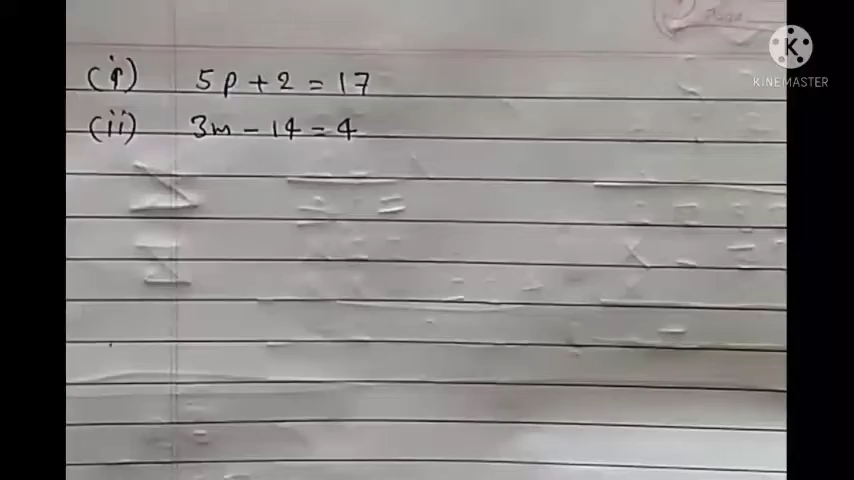 (i) 5p + 2 = 17
(ii) 3m - 14 = 4
KINEMASTER